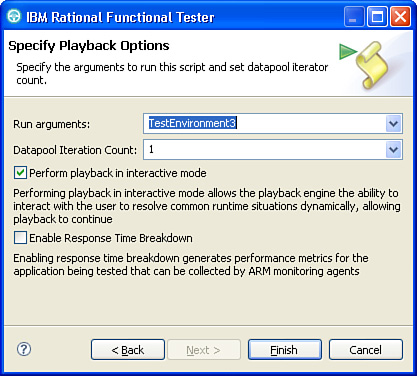 IBM Rational Functional Tester
Specify Playback Options
Specify the arguments to run this script and set datapool iterator
count.
Run arguments: TestEnvironment3
Datapool Iteration Count: 1
Perform playback in interactive mode
Performing playback in interactive mode allows the playback engine the ability to
interact with the user to resolve common runtime situations dynamically, allowing
playback to continue
Enable Response Time Breakdown
Enabling response time breakdown generates performance metrics for the
application being tested that can be collected by ARM monitoring agents
? < Back Next > Finish Cancel